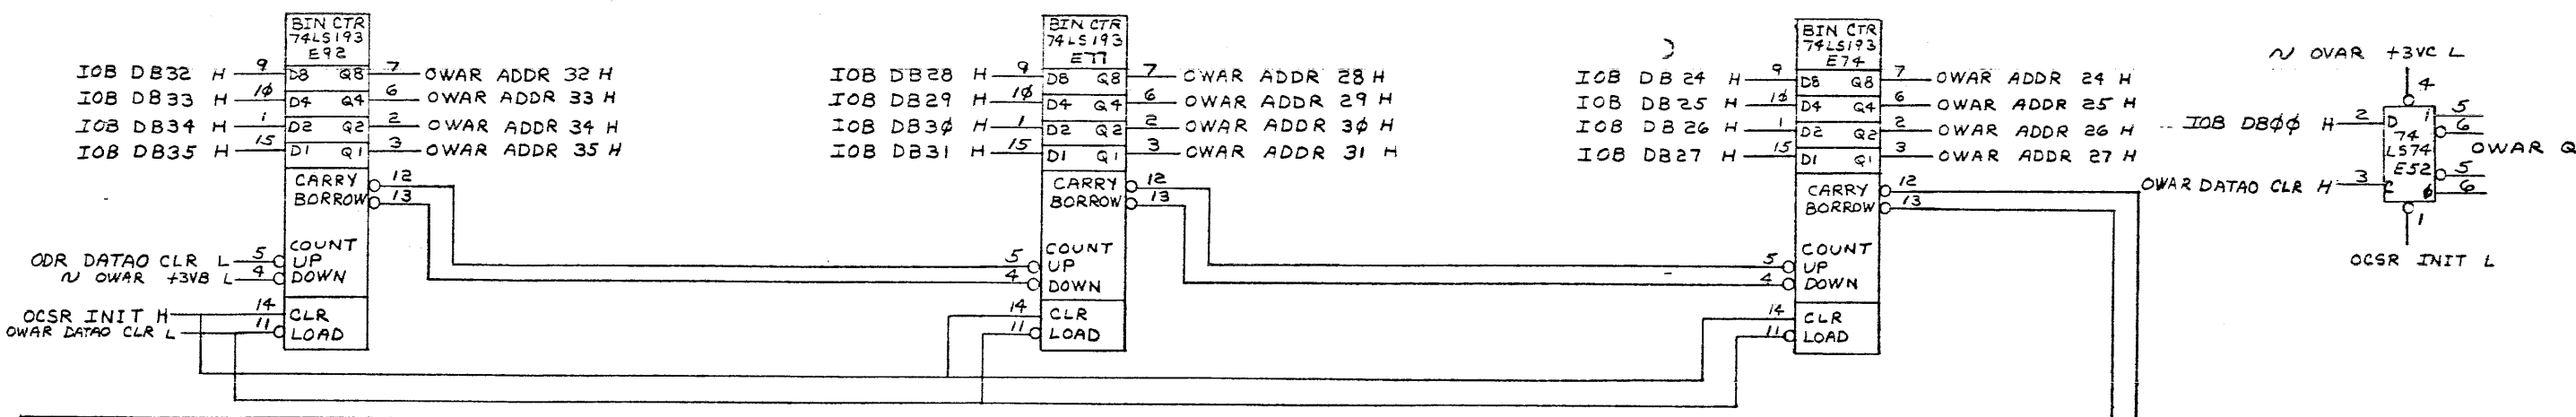 BIN CTR
74LS193
E92
IOB DB32 H 9 D8 Q8 7 OWAR ADDR 32 H
IOB DB33 H 1Ø D4 Q4 6 OWAR ADDR 33 H
IOB DB34 H 1 D2 Q2 2 OWAR ADDR 34 H
IOB DB35 H 15 D1 Q1 3 OWAR ADDR 35 H
CARRY 12
BORROW 13
COUNT
ODR DATAO CLR L 5 UP
~ OWAR +3VB L 4 DOWN
OCSR INIT H 14 CLR
OWAR DATAO CLR L 11 LOAD
BIN CTR
74LS193
E77
IOB DB28 H 9 D8 Q8 7 OWAR ADDR 28 H
IOB DB29 H 1Ø D4 Q4 6 OWAR ADDR 29 H
IOB DB3Ø H 1 D2 Q2 2 OWAR ADDR 3Ø H
IOB DB31 H 15 D1 Q1 3 OWAR ADDR 31 H
CARRY 12
BORROW 13
COUNT
5 UP
4 DOWN
14 CLR
11 LOAD
BIN CTR
74LS193
E74
IOB DB24 H 9 D8 Q8 7 OWAR ADDR 24 H
IOB DB25 H 1Ø D4 Q4 6 OWAR ADDR 25 H
IOB DB26 H 1 D2 Q2 2 OWAR ADDR 26 H
IOB DB27 H 15 D1 Q1 3 OWAR ADDR 27 H
CARRY 12
BORROW 13
COUNT
5 UP
4 DOWN
14 CLR
11 LOAD
~ OWAR +3VC L
4
IOB DBØØ H 2 D 1 5
6
74
LS74
E52
OWAR Q
5
OWAR DATAO CLR H 3 C Ø 6
1
OCSR INIT L